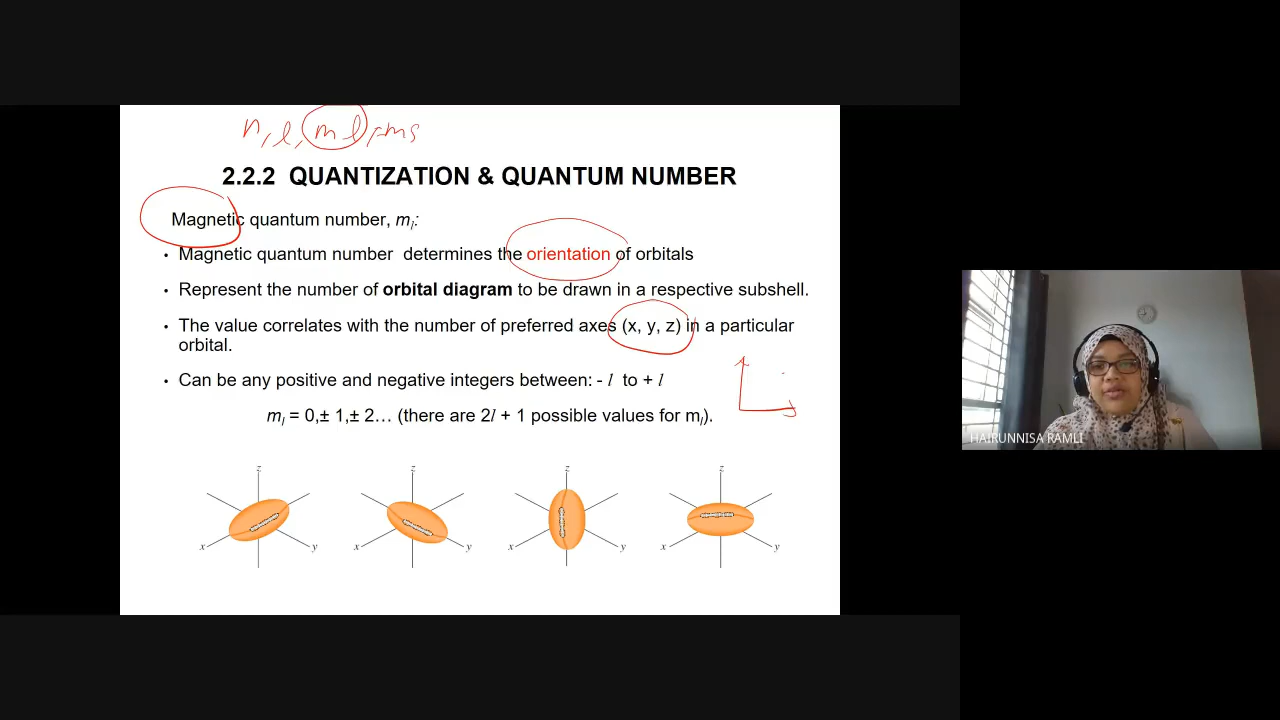 n, l, ml, ms
2.2.2 QUANTIZATION & QUANTUM NUMBER
Magnetic quantum number, ml:
• Magnetic quantum number determines the orientation of orbitals
• Represent the number of orbital diagram to be drawn in a respective subshell.
• The value correlates with the number of preferred axes (x, y, z) in a particular
orbital.
• Can be any positive and negative integers between: - l to + l
ml = 0,± 1,± 2… (there are 2l + 1 possible values for ml).
z z z z
x y x y x y x y
HAIRUNNISA RAMLI